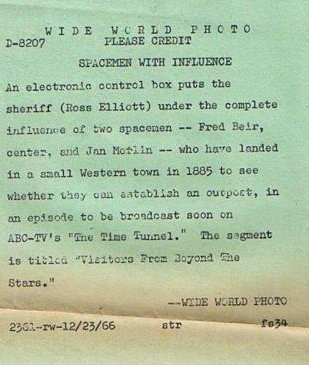 WIDE WORLD PHOTO
D-8207 PLEASE CREDIT
SPACEMEN WITH INFLUENCE
An electronic control box puts the
sheriff (Ross Elliott) under the complete
influence of two spacemen -- Fred Beir,
center, and Jan Merlin -- who have landed
in a small Western town in 1885 to see
whether they can establish an outpost, in
an episode to be broadcast soon on
ABC-TV's "The Time Tunnel." The segment
is titled "Visitors From Beyond The
Stars."
--WIDE WORLD PHOTO
2361-rw-12/23/66 str fs34